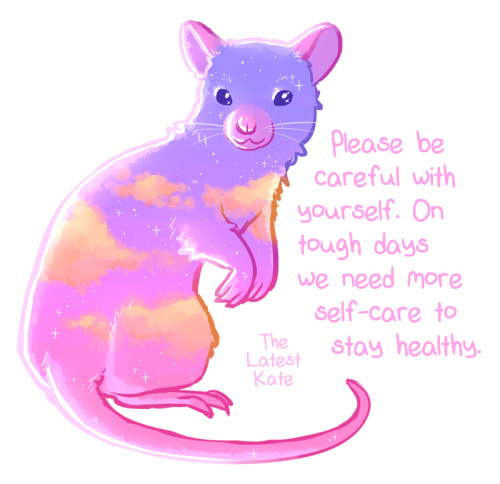 Please be
careful with
yourself. On
tough days
we need more
self-care to
stay healthy.
The
Latest
Kate